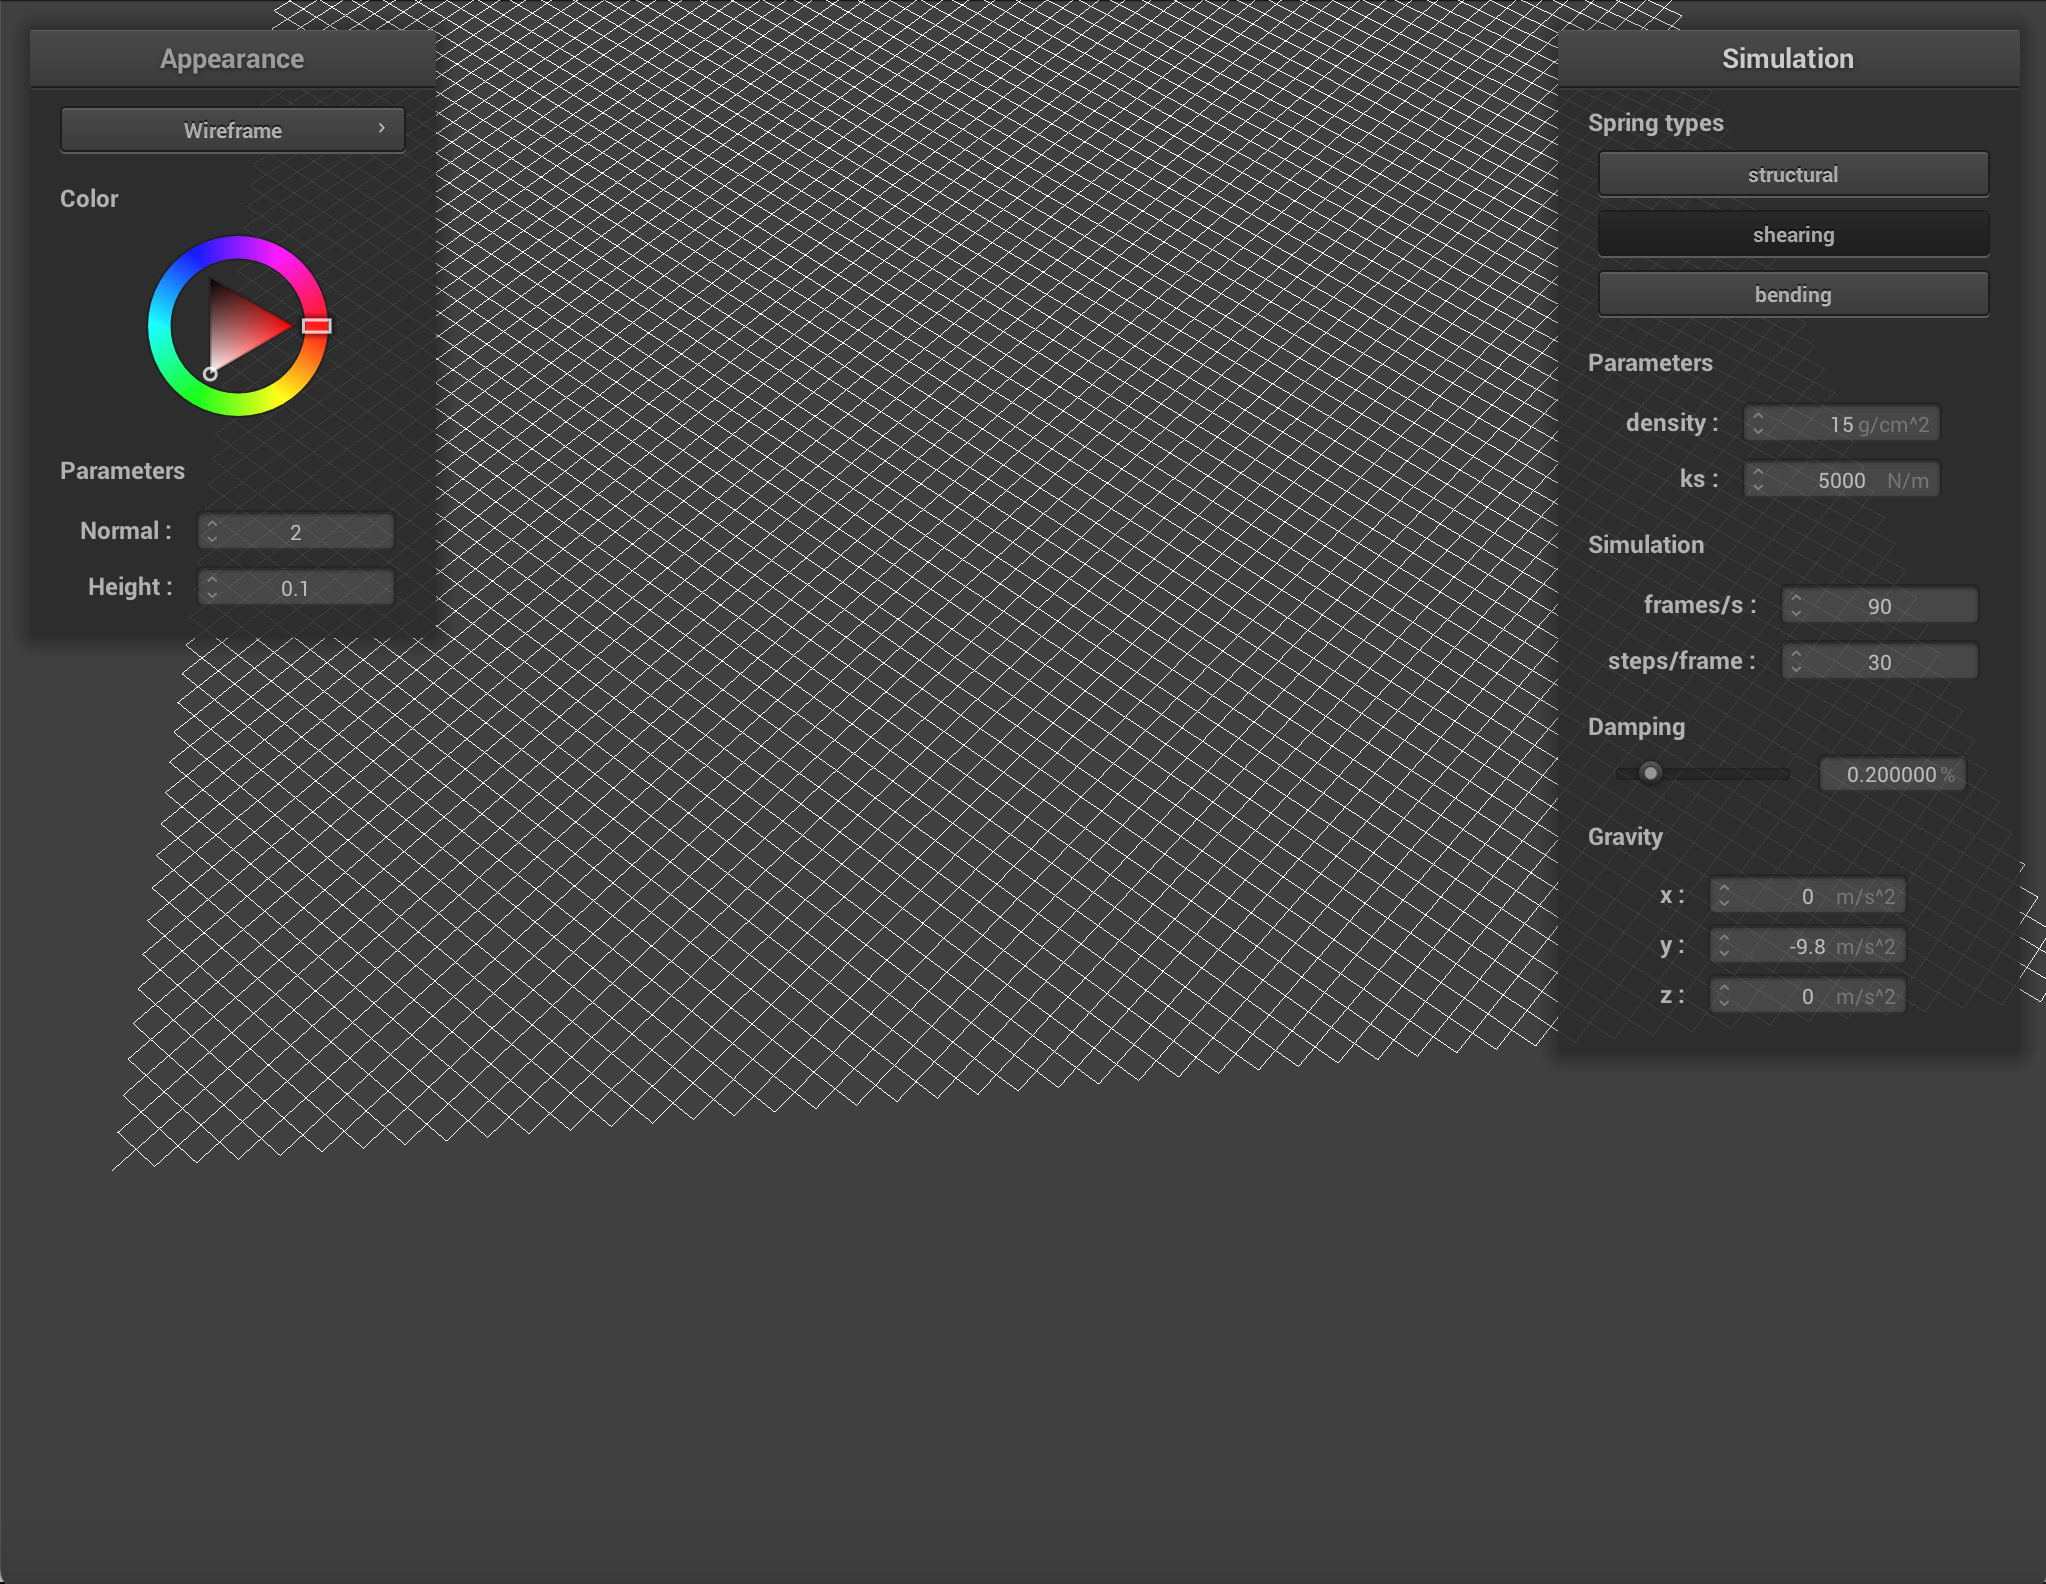 Appearance
Wireframe
Color
Parameters
Normal : 2
Height : 0.1
Simulation
Spring types
structural
shearing
bending
Parameters
density : 15 g/cm^2
ks : 5000 N/m
Simulation
frames/s : 90
steps/frame : 30
Damping
0.200000 %
Gravity
x : 0 m/s^2
y : -9.8 m/s^2
z : 0 m/s^2